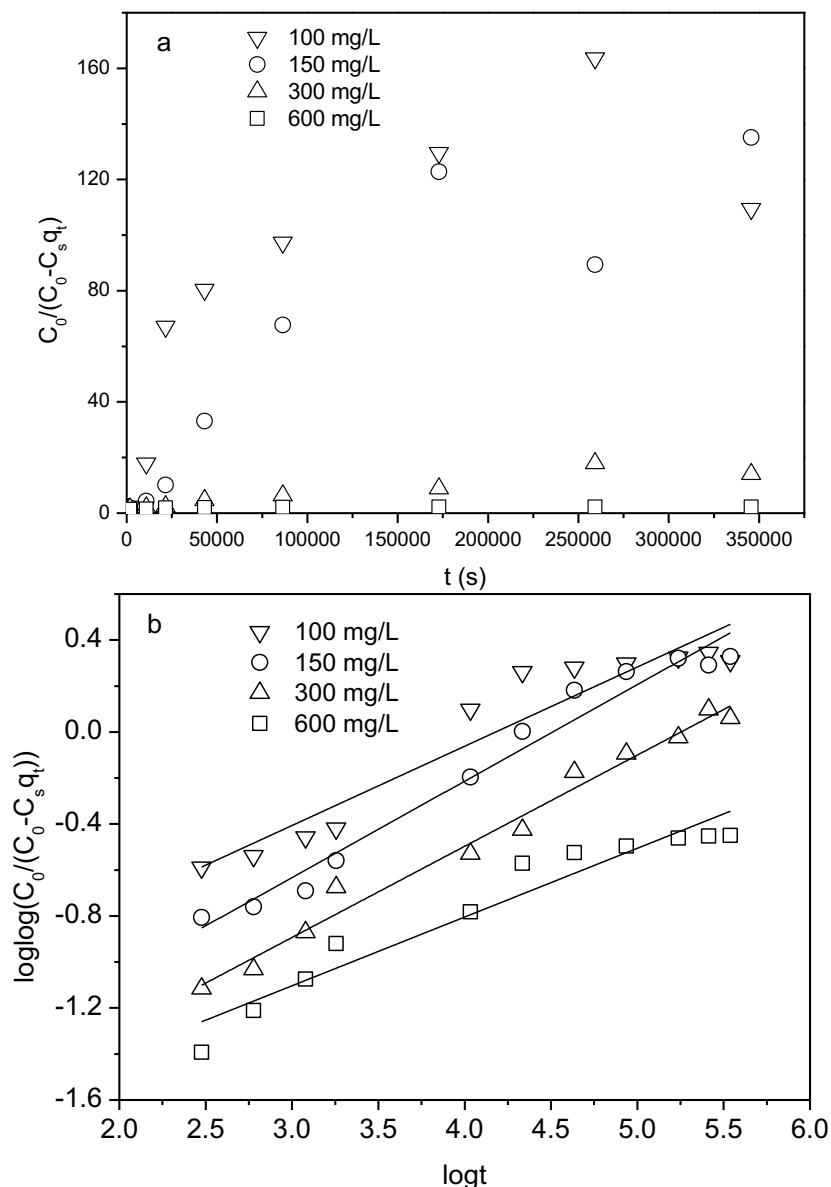 a
100 mg/L
150 mg/L
300 mg/L
600 mg/L
160
120
80
40
0
C₀/(C₀-Cₛqₜ)
0 50000 100000 150000 200000 250000 300000 350000
t (s)
b
100 mg/L
150 mg/L
300 mg/L
600 mg/L
0.4
0.0
-0.4
-0.8
-1.2
-1.6
loglog(C₀/(C₀-Cₛqₜ))
2.0 2.5 3.0 3.5 4.0 4.5 5.0 5.5 6.0
logt